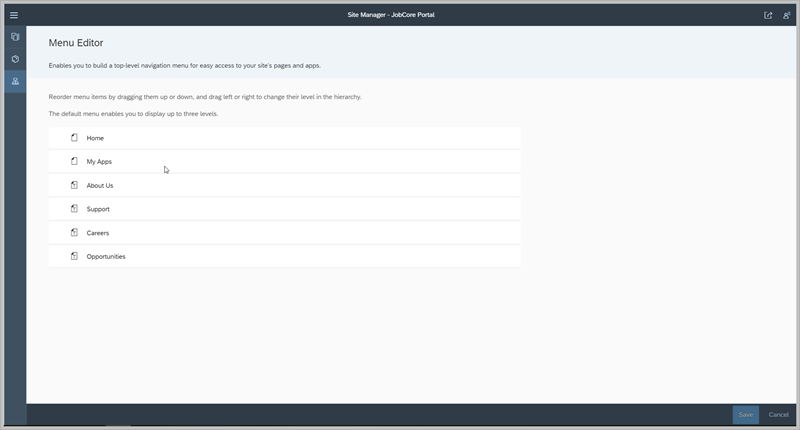 Site Manager - JobCore Portal
Menu Editor
Enables you to build a top-level navigation menu for easy access to your site's pages and apps.
Reorder menu items by dragging them up or down, and drag left or right to change their level in the hierarchy.
The default menu enables you to display up to three levels.
Home
My Apps
About Us
Support
Careers
Opportunities
Save
Cancel